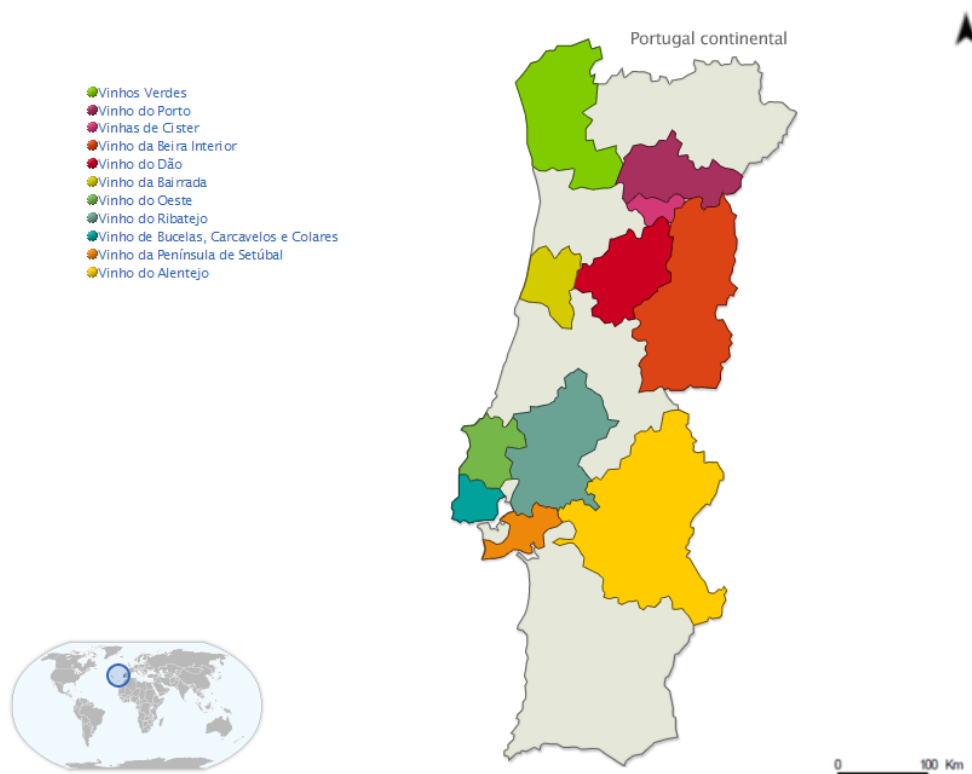 Portugal continental
Vinhos Verdes
Vinho do Porto
Vinhas de Cister
Vinho da Beira Interior
Vinho do Dão
Vinho da Bairrada
Vinho do Oeste
Vinho do Ribatejo
Vinho de Bucelas, Carcavelos e Colares
Vinho da Península de Setúbal
Vinho do Alentejo
0 100 Km